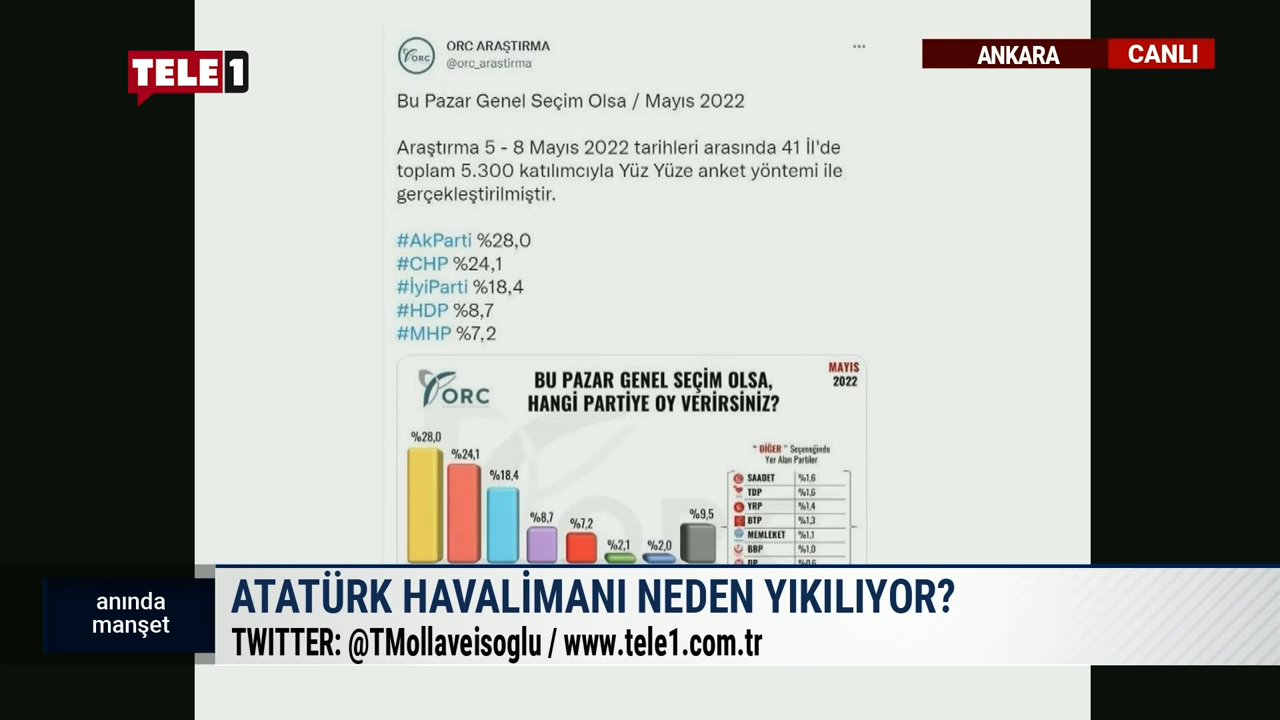 TELE1
ANKARA CANLI
ORC ARAŞTIRMA
@orc_arastirma
Bu Pazar Genel Seçim Olsa / Mayıs 2022
Araştırma 5 - 8 Mayıs 2022 tarihleri arasında 41 İl'de
toplam 5.300 katılımcıyla Yüz Yüze anket yöntemi ile
gerçekleştirilmiştir.
#AkParti %28,0
#CHP %24,1
#İyiParti %18,4
#HDP %8,7
#MHP %7,2
ORC
BU PAZAR GENEL SEÇİM OLSA,
HANGİ PARTİYE OY VERİRSİNİZ?
MAYIS
2022
%28,0
%24,1
%18,4
%8,7
%7,2
%2,1
%2,0
%9,5
" DİĞER " Seçeneğinde
Yer Alan Partiler
SAADET %1,6
TDP %1,6
YRP %1,4
BTP %1,3
MEMLEKET %1,1
BBP %1,0
anında
manşet
ATATÜRK HAVALİMANI NEDEN YIKILIYOR?
TWITTER: @TMollaveisoglu / www.tele1.com.tr